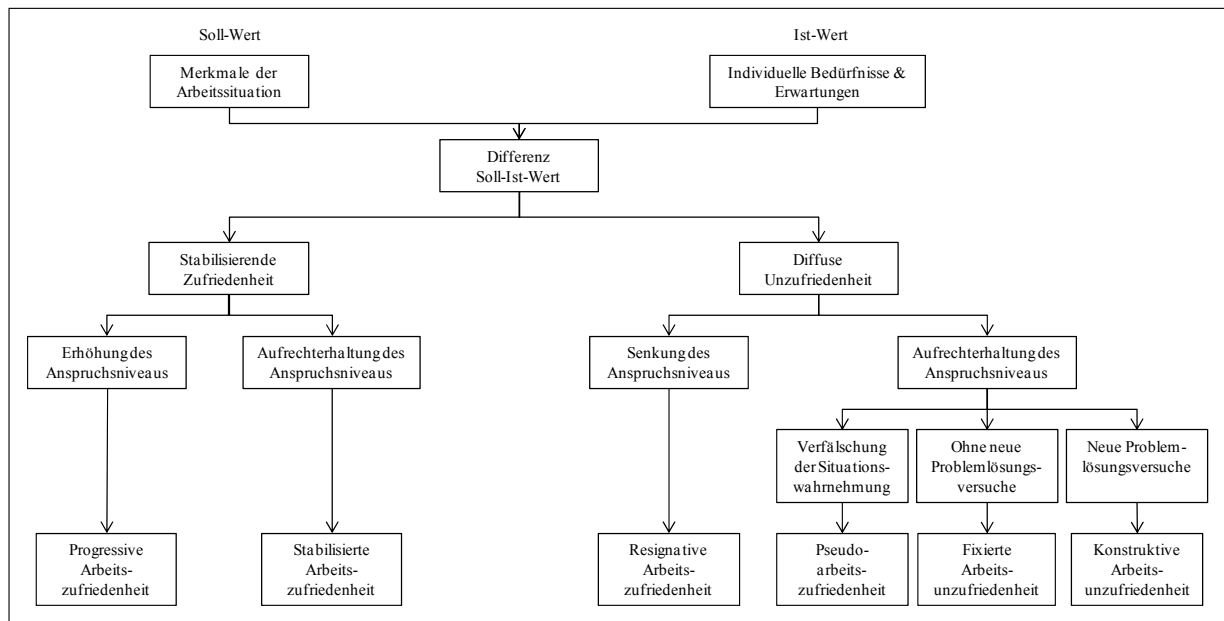 Soll-Wert
Ist-Wert
Merkmale der
Arbeitssituation
Individuelle Bedürfnisse &
Erwartungen
Differenz
Soll-Ist-Wert
Stabilisierende
Zufriedenheit
Diffuse
Unzufriedenheit
Erhöhung des
Anspruchsniveaus
Aufrechterhaltung des
Anspruchsniveaus
Senkung des
Anspruchsniveaus
Aufrechterhaltung des
Anspruchsniveaus
Verfälschung
der Situations-
wahrnehmung
Ohne neue
Problemlösungs-
versuche
Neue Problem-
lösungsversuche
Progressive
Arbeits-
zufriedenheit
Stabilisierte
Arbeits-
zufriedenheit
Resignative
Arbeits-
zufriedenheit
Pseudo-
arbeits-
zufriedenheit
Fixierte
Arbeits-
unzufriedenheit
Konstruktive
Arbeits-
unzufriedenheit